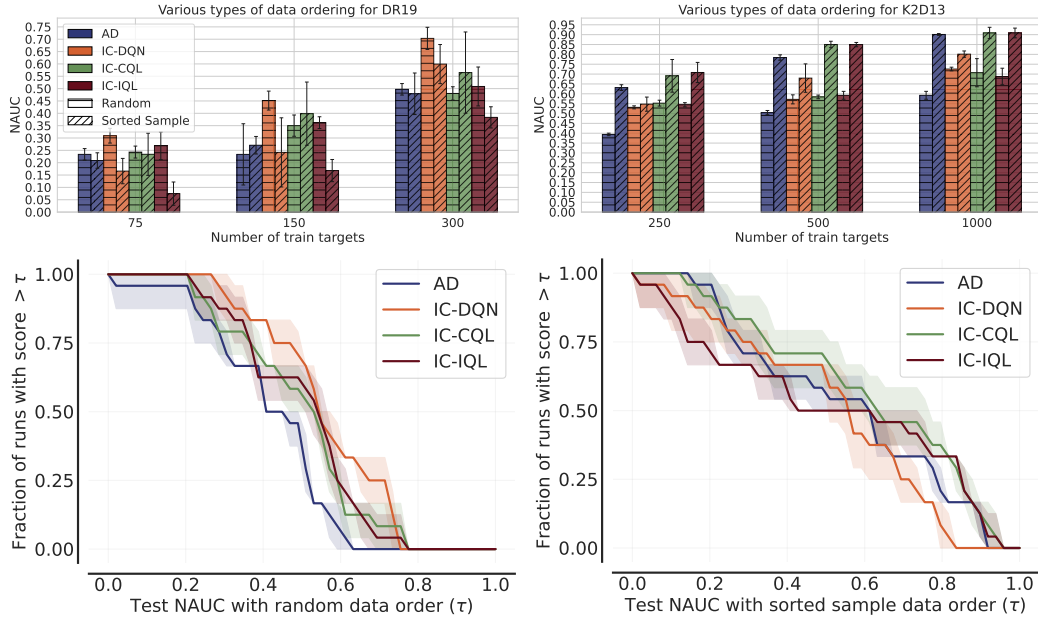 Various types of data ordering for DR19
NAUC
0.75
0.70
0.65
0.60
0.55
0.50
0.45
0.40
0.35
0.30
0.25
0.20
0.15
0.10
0.05
0.00
AD
IC-DQN
IC-CQL
IC-IQL
Random
Sorted Sample
75 150 300
Number of train targets
Various types of data ordering for K2D13
NAUC
0.95
0.90
0.85
0.80
0.75
0.70
0.65
0.60
0.55
0.50
0.45
0.40
0.35
0.30
0.25
0.20
0.15
0.10
0.05
0.00
250 500 1000
Number of train targets
Fraction of runs with score > τ
1.00
0.75
0.50
0.25
0.00
AD
IC-DQN
IC-CQL
IC-IQL
0.0 0.2 0.4 0.6 0.8 1.0
Test NAUC with random data order (τ)
Fraction of runs with score > τ
1.00
0.75
0.50
0.25
0.00
AD
IC-DQN
IC-CQL
IC-IQL
0.0 0.2 0.4 0.6 0.8 1.0
Test NAUC with sorted sample data order (τ)